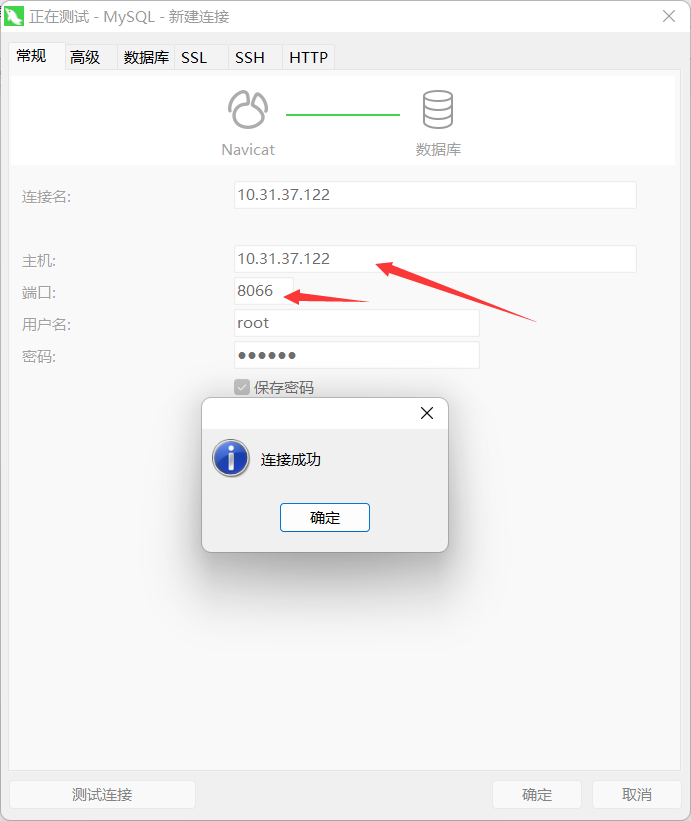 正在测试 - MySQL - 新建连接
常规 高级 数据库 SSL SSH HTTP
Navicat 数据库
连接名: 10.31.37.122
主机: 10.31.37.122
端口: 8066
用户名: root
密码: ●●●●●●
保存密码
连接成功
确定
测试连接 确定 取消